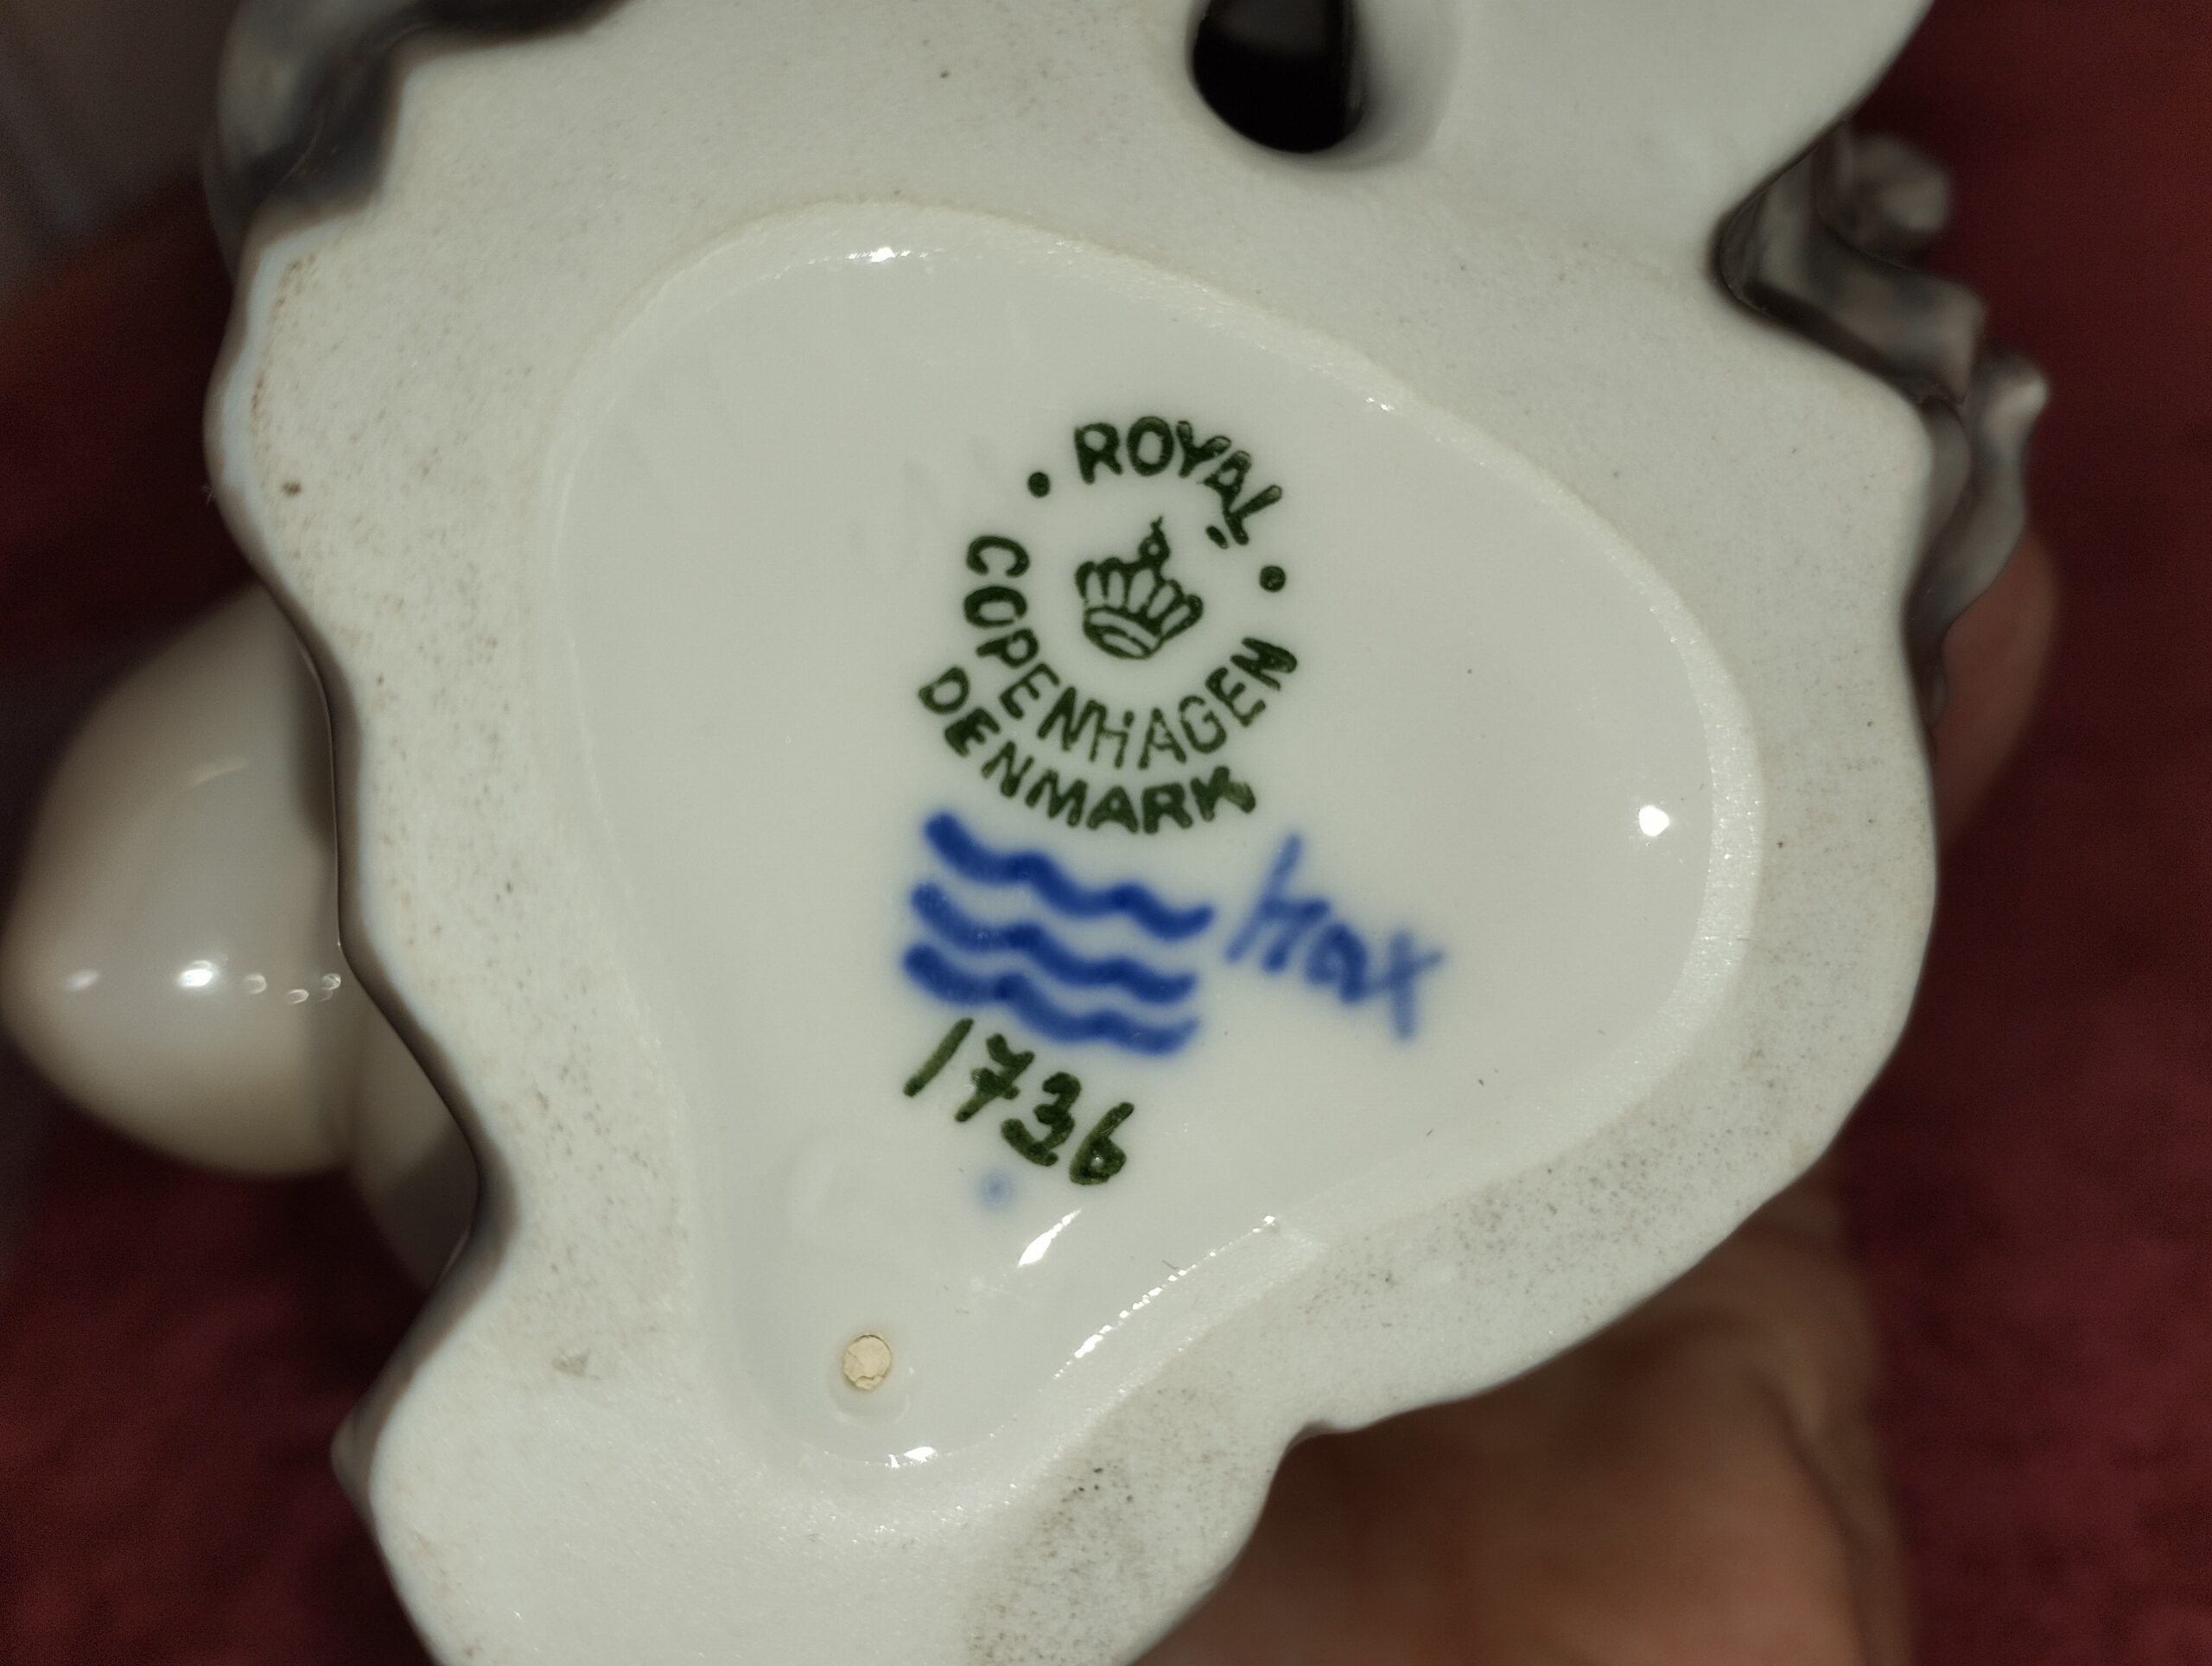 ROYAL
COPENHAGEN
DENMARK
1736